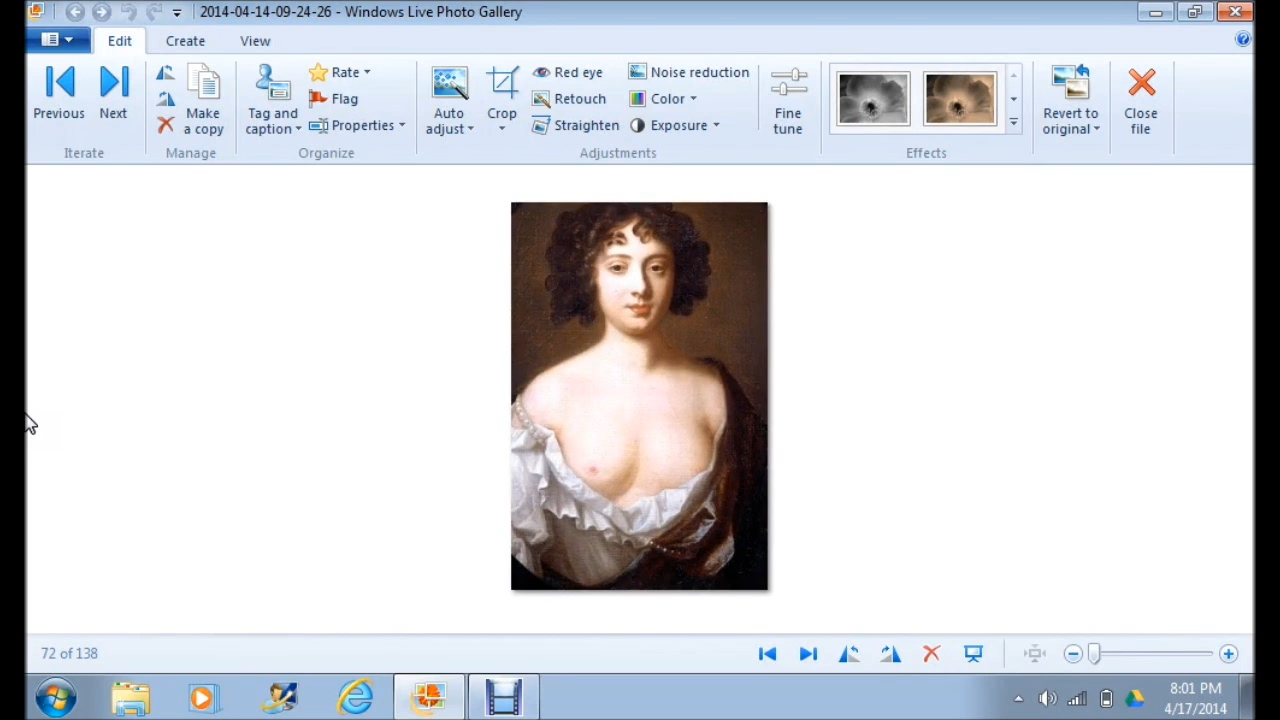 2014-04-14-09-24-26 - Windows Live Photo Gallery
Edit Create View
Previous
Next
Iterate
Make a copy
Manage
Tag and caption
Rate
Flag
Properties
Organize
Auto adjust
Crop
Red eye
Retouch
Straighten
Noise reduction
Color
Exposure
Adjustments
Fine tune
Effects
Revert to original
Close file
72 of 138
8:01 PM
4/17/2014